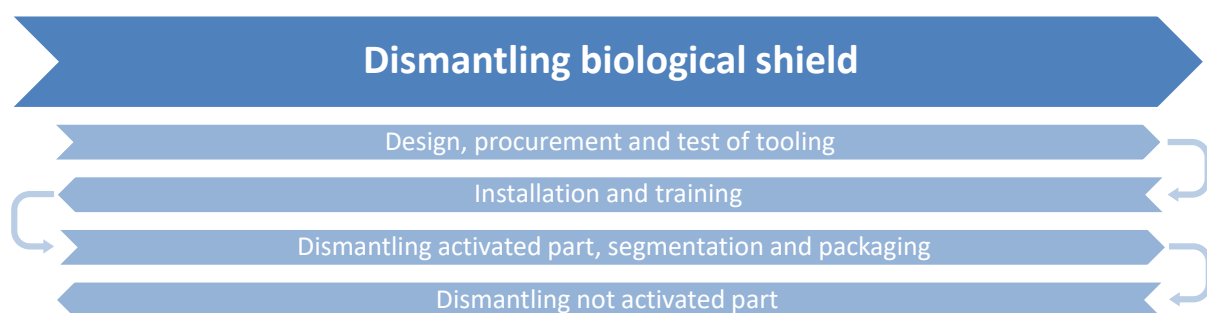 Dismantling biological shield
Design, procurement and test of tooling
Installation and training
Dismantling activated part, segmentation and packaging
Dismantling not activated part